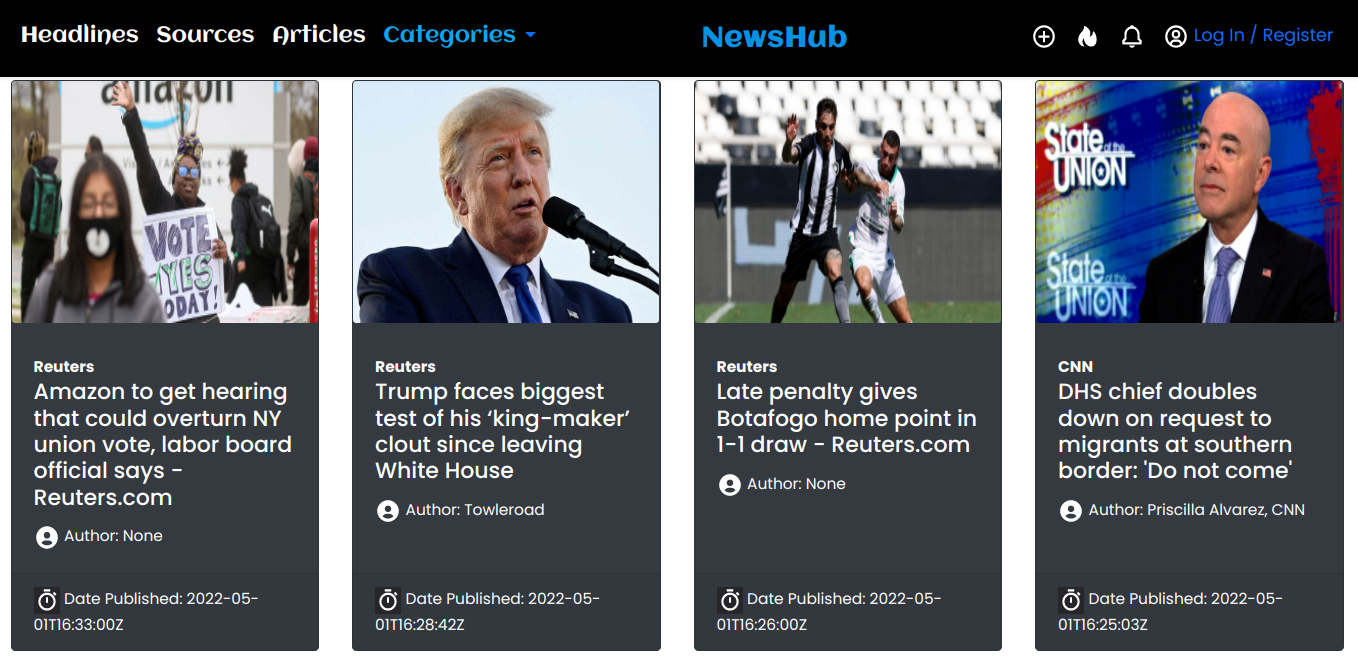 Headlines Sources Articles Categories NewsHub Log In / Register
amazon
VOTE
YES
TODAY!
Reuters
Amazon to get hearing
that could overturn NY
union vote, labor board
official says -
Reuters.com
Author: None
Date Published: 2022-05-
01T16:33:00Z
Reuters
Trump faces biggest
test of his ‘king-maker’
clout since leaving
White House
Author: Towleroad
Date Published: 2022-05-
01T16:28:42Z
Reuters
Late penalty gives
Botafogo home point in
1-1 draw - Reuters.com
Author: None
Date Published: 2022-05-
01T16:26:00Z
State of the
UNION
State of the
UNION
CNN
DHS chief doubles
down on request to
migrants at southern
border: 'Do not come'
Author: Priscilla Alvarez, CNN
Date Published: 2022-05-
01T16:25:03Z